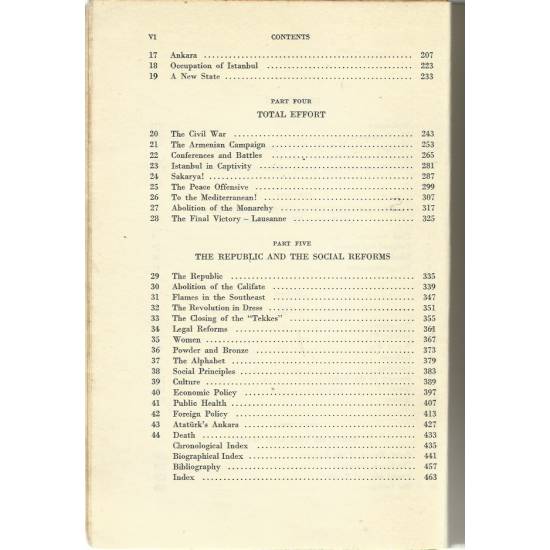 VI CONTENTS
17 Ankara 207
18 Occupation of Istanbul 223
19 A New State 233
PART FOUR
TOTAL EFFORT
20 The Civil War 243
21 The Armenian Campaign 253
22 Conferences and Battles 265
23 Istanbul in Captivity 281
24 Sakarya! 287
25 The Peace Offensive 299
26 To the Mediterranean! 307
27 Abolition of the Monarchy 317
28 The Final Victory – Lausanne 325
PART FIVE
THE REPUBLIC AND THE SOCIAL REFORMS
29 The Republic 335
30 Abolition of the Califate 339
31 Flames in the Southeast 347
32 The Revolution in Dress 351
33 The Closing of the "Tekkes" 355
34 Legal Reforms 361
35 Women 367
36 Powder and Bronze 373
37 The Alphabet 379
38 Social Principles 383
39 Culture 389
40 Economic Policy 397
41 Public Health 407
42 Foreign Policy 413
43 Atatürk's Ankara 427
44 Death 433
Chronological Index 435
Biographical Index 441
Bibliography 457
Index 463